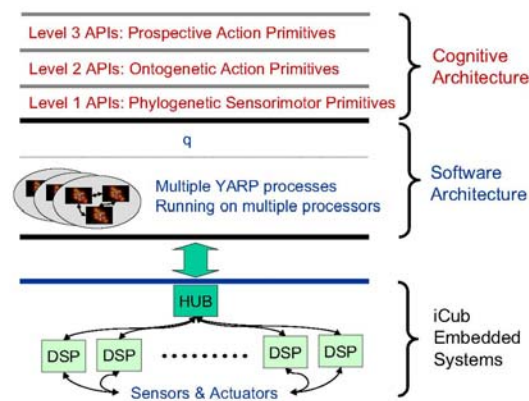 Level 3 APIs: Prospective Action Primitives
Level 2 APIs: Ontogenetic Action Primitives
Level 1 APIs: Phylogenetic Sensorimotor Primitives
Cognitive
Architecture
q
Multiple YARP processes
Running on multiple processors
Software
Architecture
HUB
DSP
DSP
DSP
DSP
Sensors & Actuators
iCub
Embedded
Systems